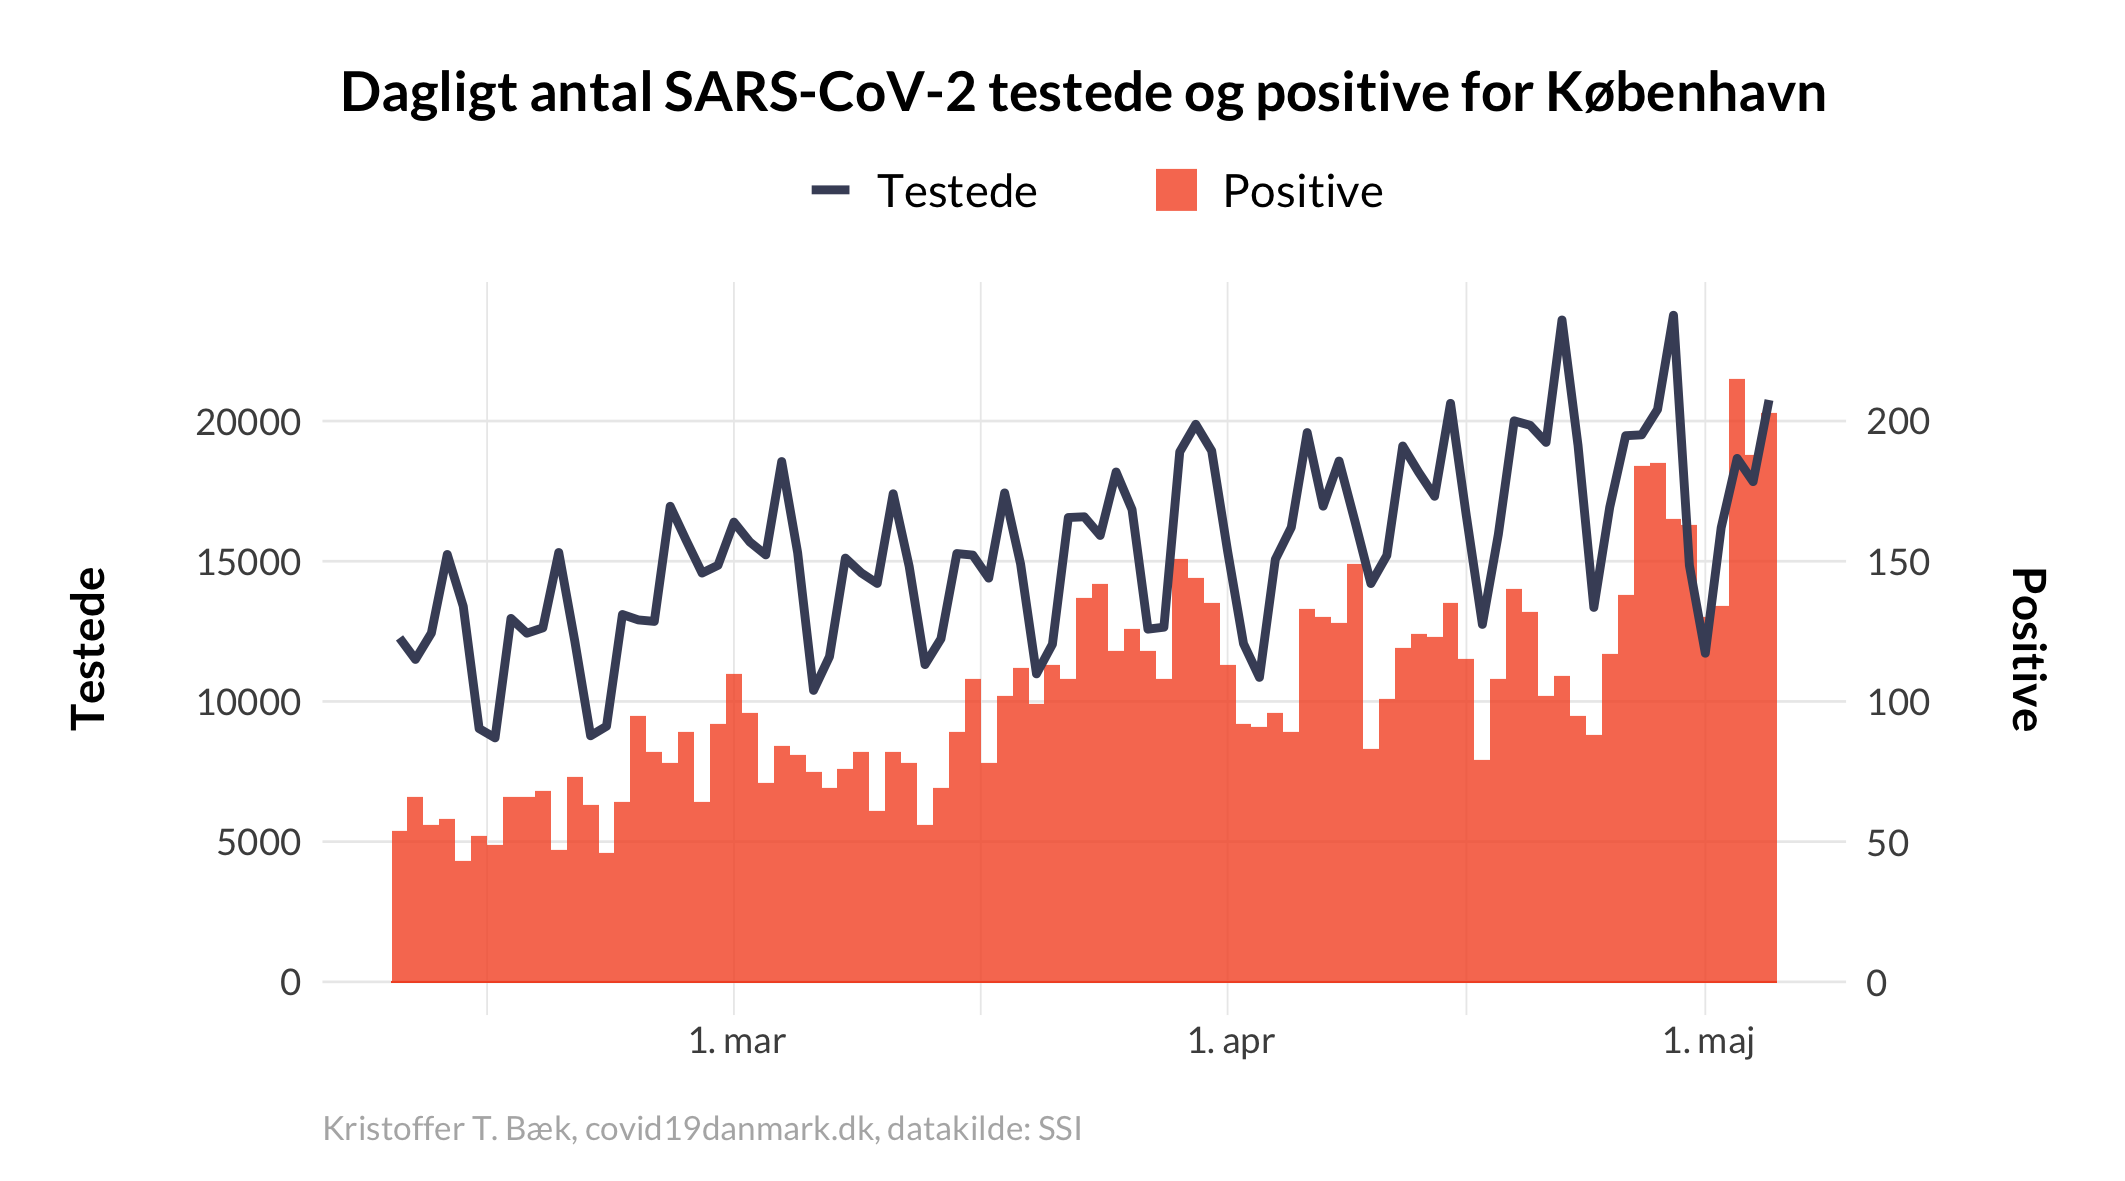 Dagligt antal SARS-CoV-2 testede og positive for København
Testede
Positive
Testede
20000
15000
10000
5000
0
200
150
100
50
0
Positive
1. mar
1. apr
1. maj
Kristoffer T. Bæk, covid19danmark.dk, datakilde: SSI